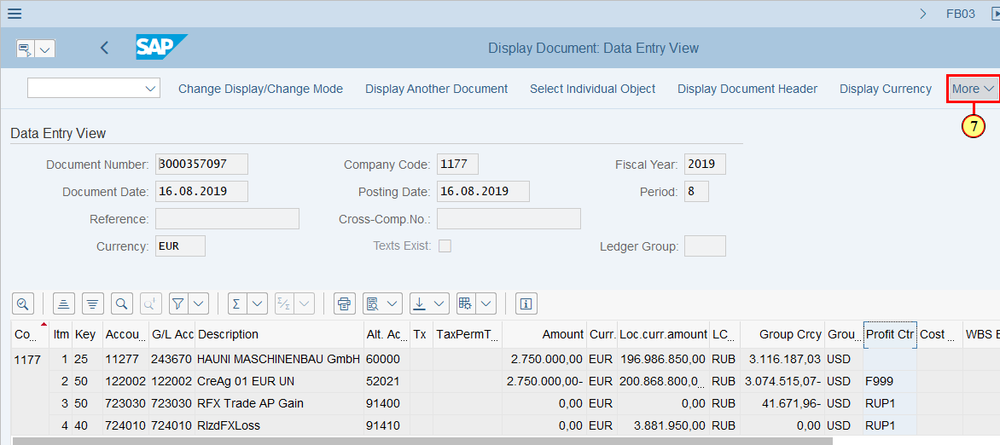 FB03
SAP Display Document: Data Entry View
Change Display/Change Mode Display Another Document Select Individual Object Display Document Header Display Currency More
7
Data Entry View
Document Number: 3000357097 Company Code: 1177 Fiscal Year: 2019
Document Date: 16.08.2019 Posting Date: 16.08.2019 Period: 8
Reference: Cross-Comp.No.:
Currency: EUR Texts Exist: Ledger Group:
Co... Itm Key Accou... G/L Acc Description Alt. Ac... Tx TaxPermT... Amount Curr. Loc.curr.amount LC... Group Crcy Grou... Profit Ctr Cost ... WBS E
1177 1 25 11277 243670 HAUNI MASCHINENBAU GmbH 60000 2.750.000,00 EUR 196.986.850,00 RUB 3.116.187,03 USD
2 50 122002 122002 CreAg 01 EUR UN 52021 2.750.000,00- EUR 200.868.800,0... RUB 3.074.515,07- USD F999
3 50 723030 723030 RFX Trade AP Gain 91400 0,00 EUR 0,00 RUB 41.671,96- USD RUP1
4 40 724010 724010 RlzdFXLoss 91410 0,00 EUR 3.881.950,00 RUB 0,00 USD RUP1